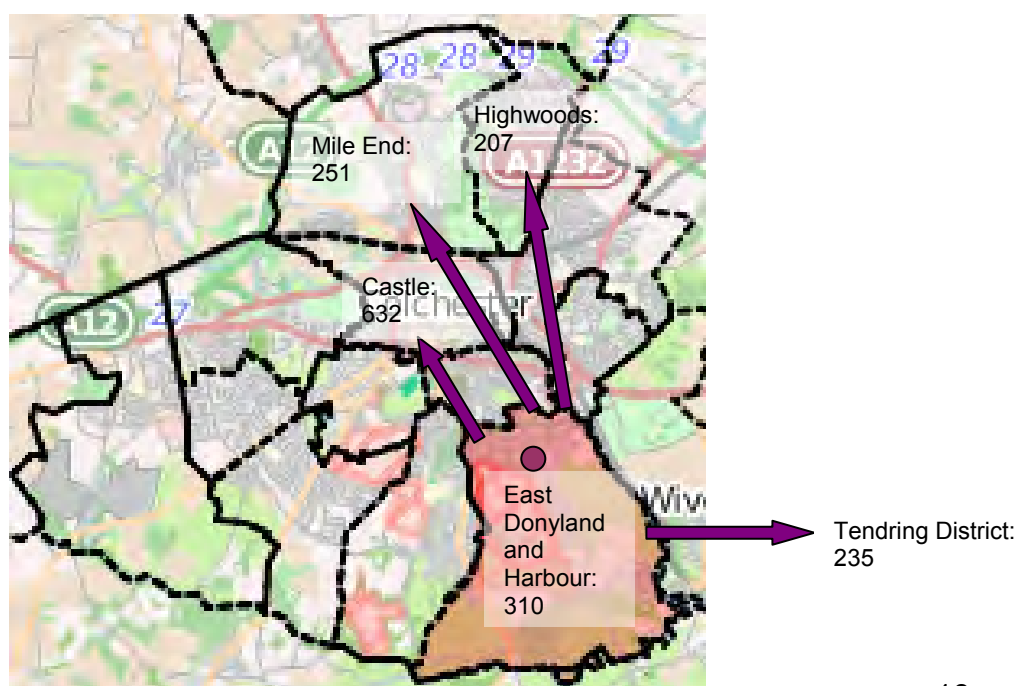 28 28 29 29
Highwoods:
207
A1232
Mile End:
251
Castle:
632
A12
27
East
Donyland
and
Harbour:
310
Tendring District:
235